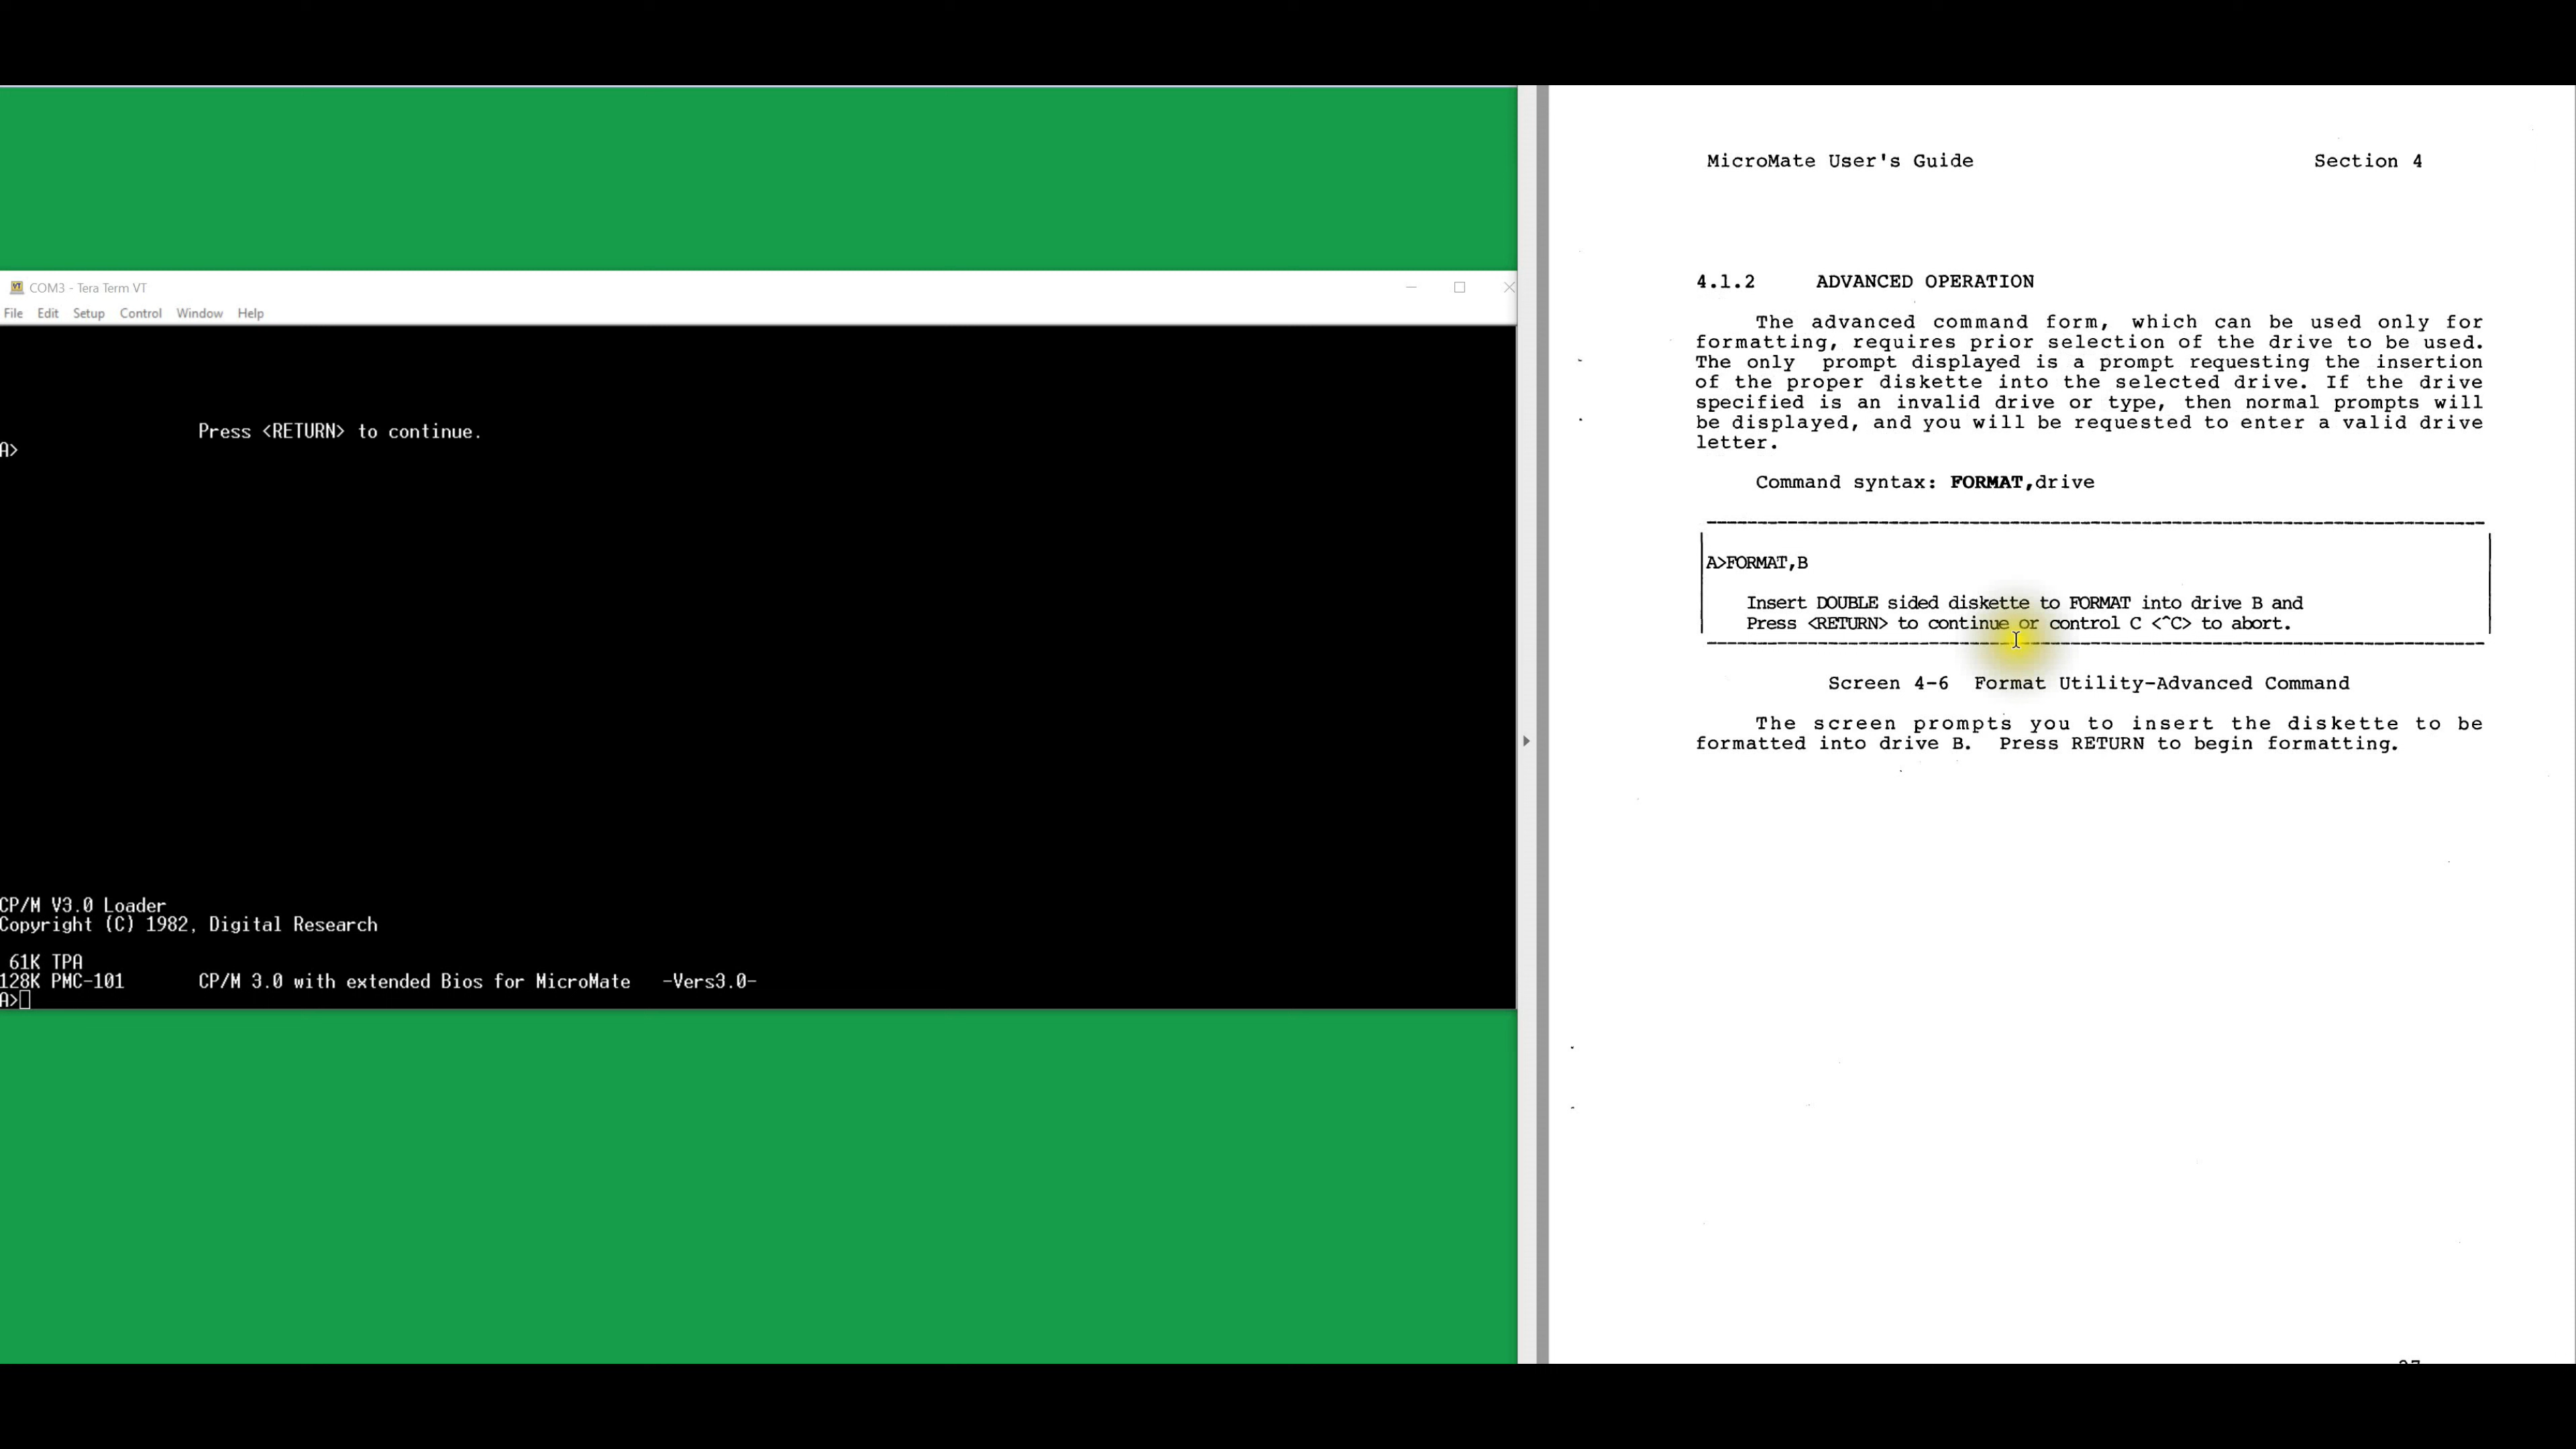 COM3 - Tera Term VT
File Edit Setup Control Window Help
Press <RETURN> to continue.
A>
CP/M V3.0 Loader
Copyright (C) 1982, Digital Research
61K TPA
128K PMC-101 CP/M 3.0 with extended Bios for MicroMate -Vers3.0-
A>
MicroMate User's Guide Section 4
4.1.2 ADVANCED OPERATION
The advanced command form, which can be used only for
formatting, requires prior selection of the drive to be used.
The only prompt displayed is a prompt requesting the insertion
of the proper diskette into the selected drive. If the drive
specified is an invalid drive or type, then normal prompts will
be displayed, and you will be requested to enter a valid drive
letter.
Command syntax: FORMAT,drive
A>FORMAT,B
Insert DOUBLE sided diskette to FORMAT into drive B and
Press <RETURN> to continue or control C <^C> to abort.
Screen 4-6 Format Utility-Advanced Command
The screen prompts you to insert the diskette to be
formatted into drive B. Press RETURN to begin formatting.